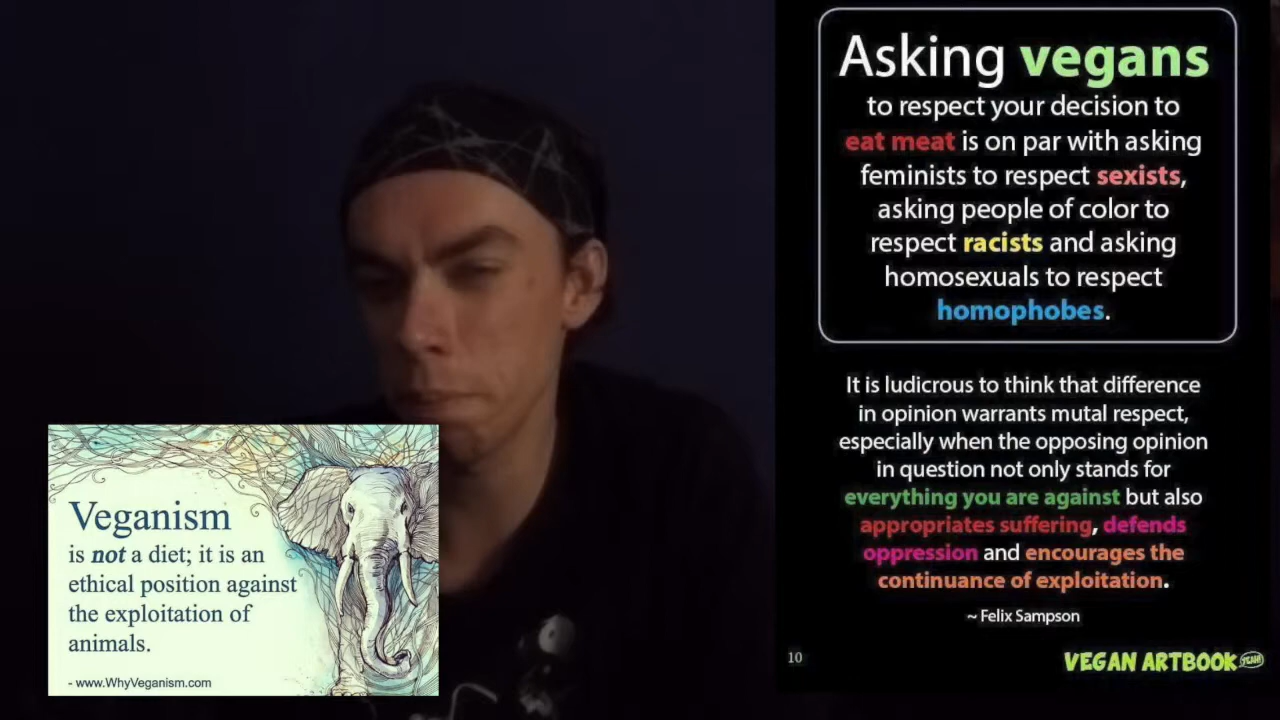 Asking vegans
to respect your decision to
eat meat is on par with asking
feminists to respect sexists,
asking people of color to
respect racists and asking
homosexuals to respect
homophobes.
It is ludicrous to think that difference
in opinion warrants mutal respect,
especially when the opposing opinion
in question not only stands for
everything you are against but also
appropriates suffering, defends
oppression and encourages the
continuance of exploitation.
~ Felix Sampson
10
VEGAN ARTBOOK YEAH!
Veganism
is not a diet; it is an
ethical position against
the exploitation of
animals.
- www.WhyVeganism.com